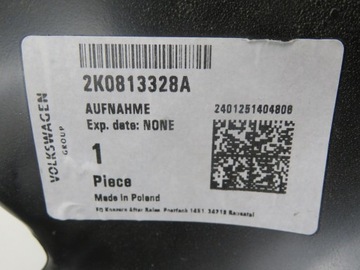 VOLKSWAGEN
GROUP
2K0813328A
AUFNAHME
2401251404808
Exp. date: NONE
1
Piece
Made in Poland